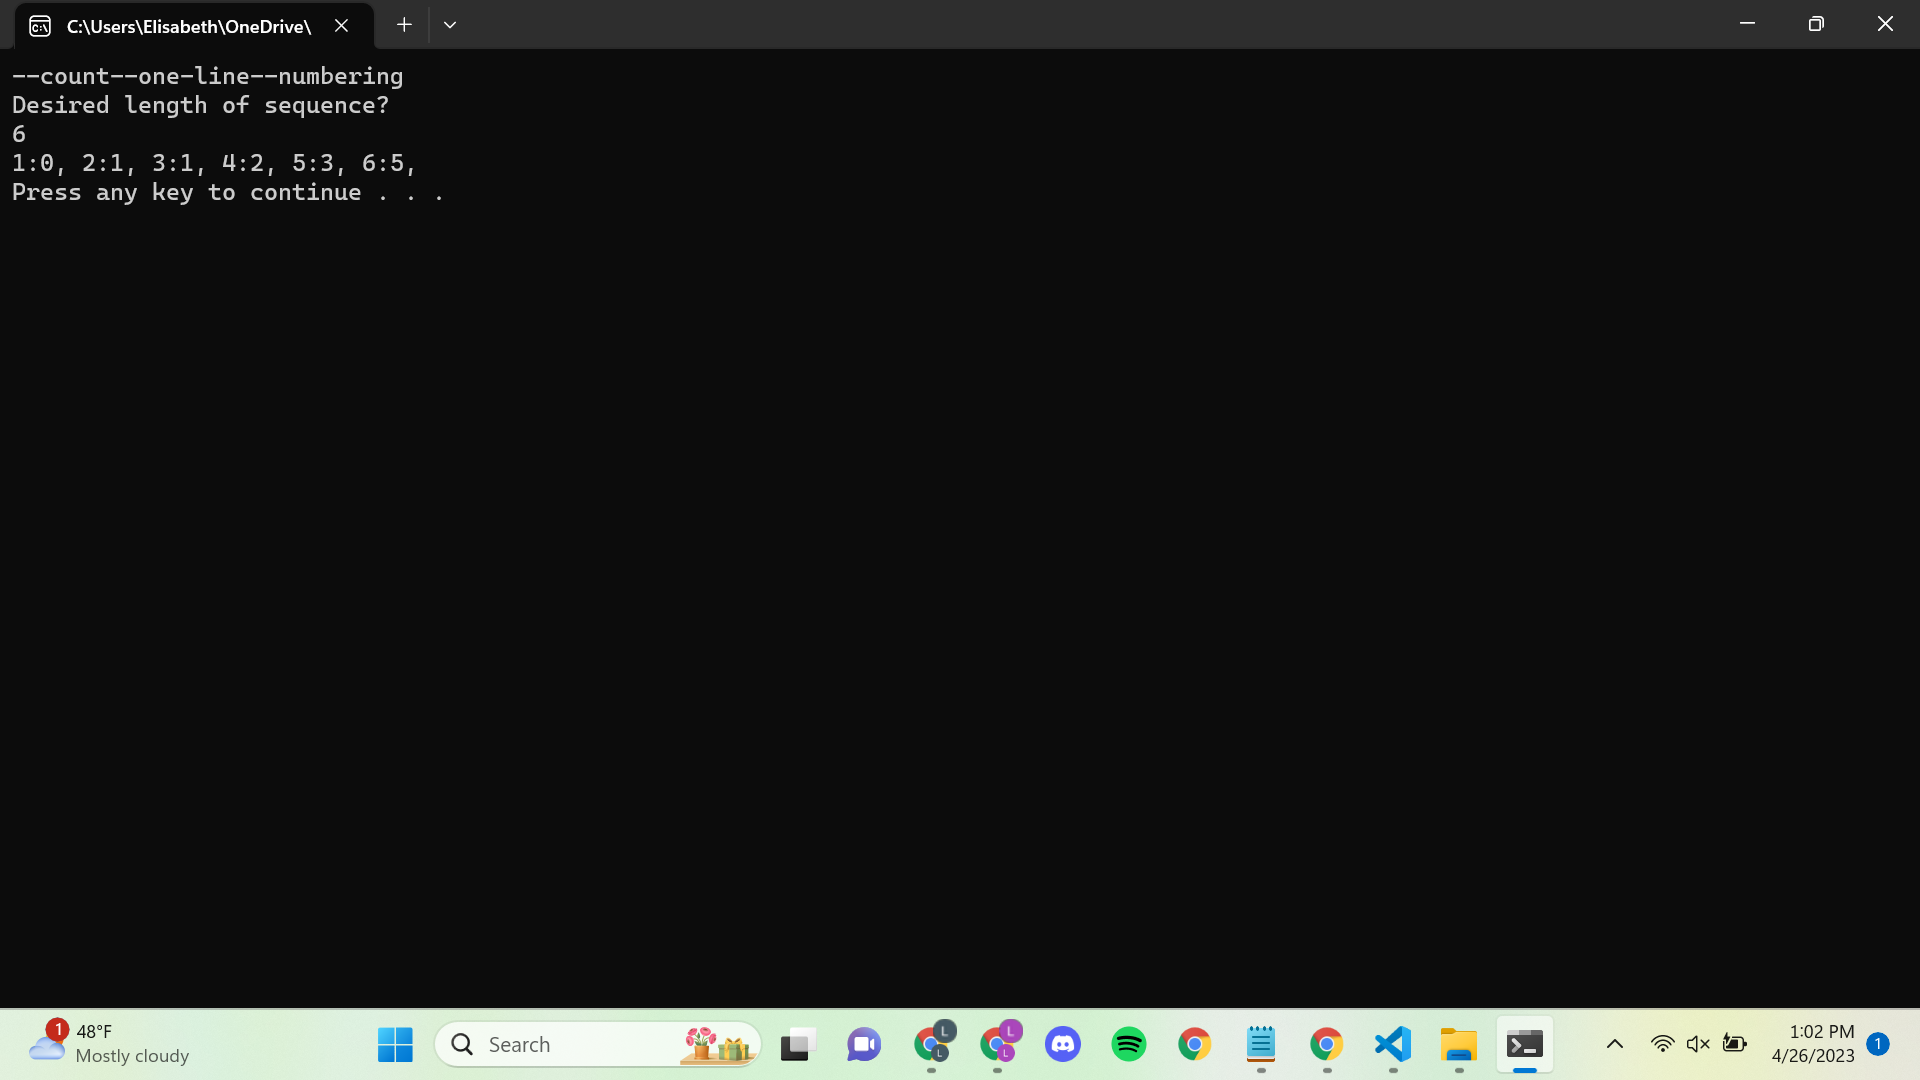 C:\Users\Elisabeth\OneDrive\
--count--one-line--numbering
Desired length of sequence?
6
1:0, 2:1, 3:1, 4:2, 5:3, 6:5,
Press any key to continue . . .
1
48°F
Mostly cloudy
Search
L
L
L
L
1:02 PM
4/26/2023
1